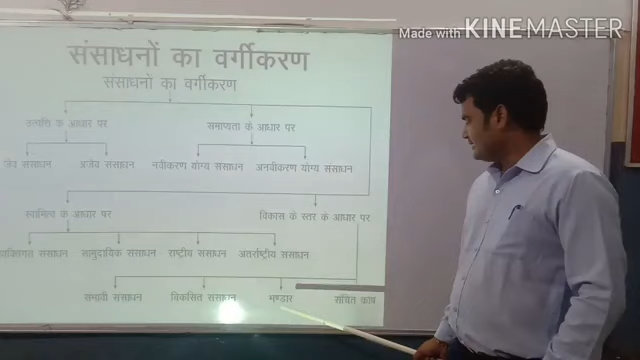 Made with KINEMASTER
संसाधनों का वर्गीकरण
संसाधनों का वर्गीकरण
उत्पत्ति के आधार पर समाप्यता के आधार पर
जैव संसाधन अजैव संसाधन नवीकरण योग्य संसाधन अनवीकरण योग्य संसाधन
स्वामित्व के आधार पर विकास के स्तर के आधार पर
संसाधन सामुदायिक संसाधन राष्ट्रीय संसाधन अंतर्राष्ट्रीय संसाधन
सम्भावी संसाधन विकसित संसाधन भण्डार संचित कोष